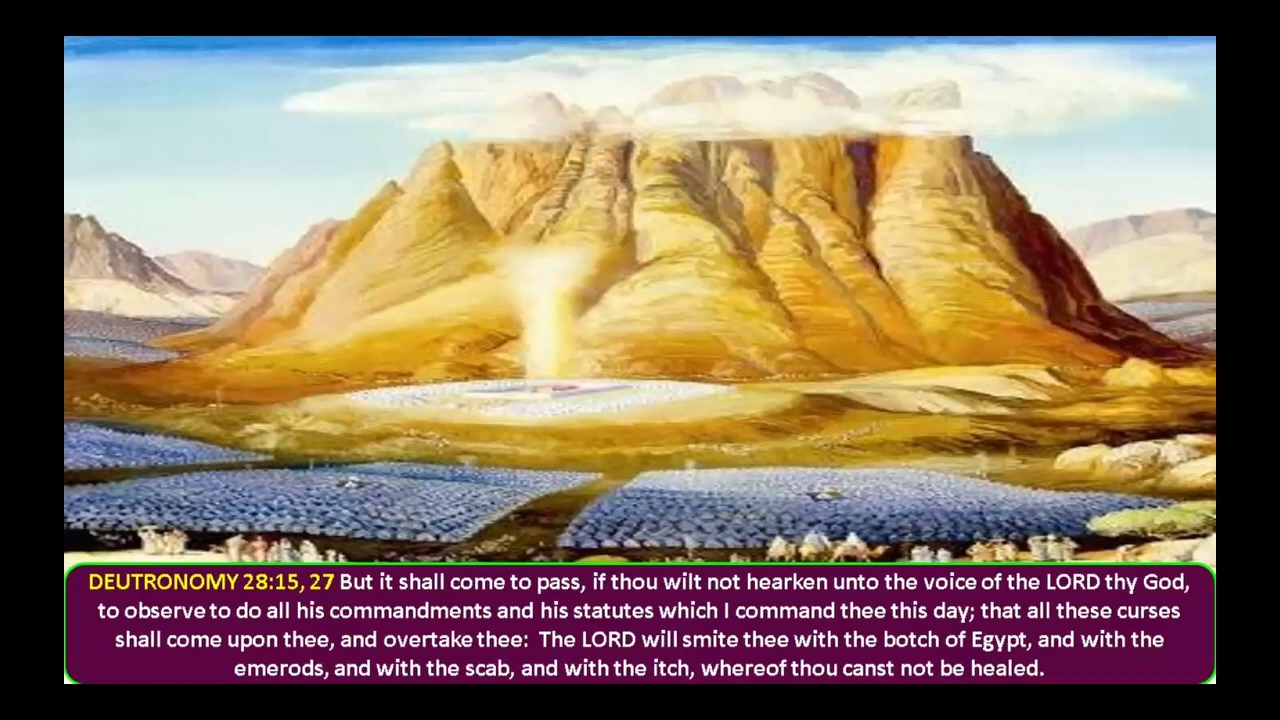 DEUTRONOMY 28:15, 27 But it shall come to pass, if thou wilt not hearken unto the voice of the LORD thy God,
to observe to do all his commandments and his statutes which I command thee this day; that all these curses
shall come upon thee, and overtake thee:  The LORD will smite thee with the botch of Egypt, and with the
emerods, and with the scab, and with the itch, whereof thou canst not be healed.